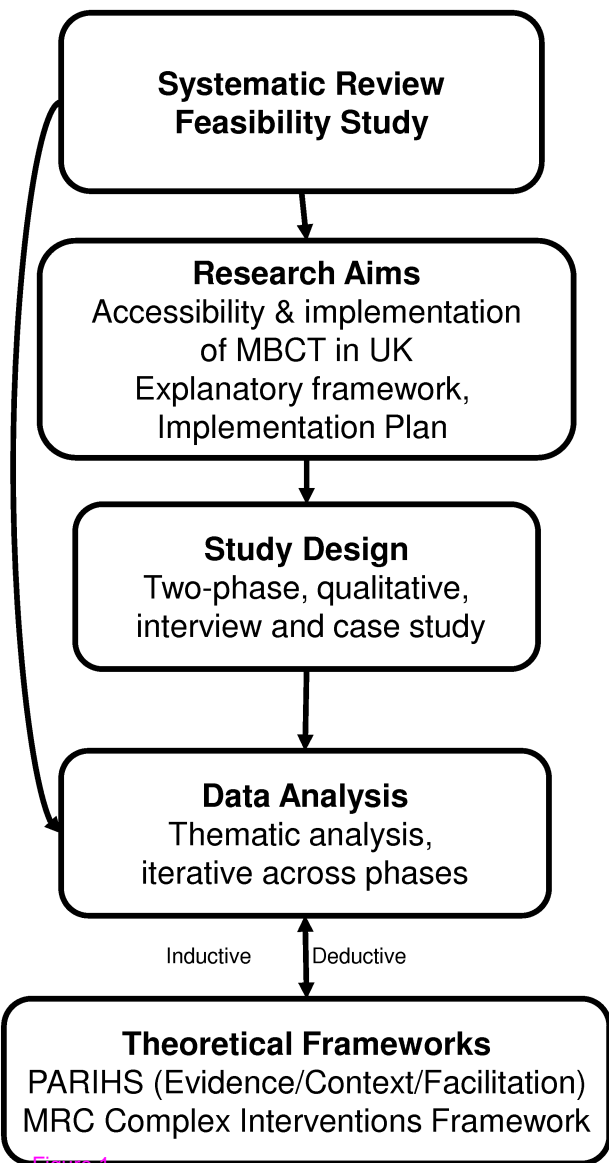 Systematic Review
Feasibility Study
Research Aims
Accessibility & implementation
of MBCT in UK
Explanatory framework,
Implementation Plan
Study Design
Two-phase, qualitative,
interview and case study
Data Analysis
Thematic analysis,
iterative across phases
Inductive Deductive
Theoretical Frameworks
PARIHS (Evidence/Context/Facilitation)
MRC Complex Interventions Framework
Figure 1